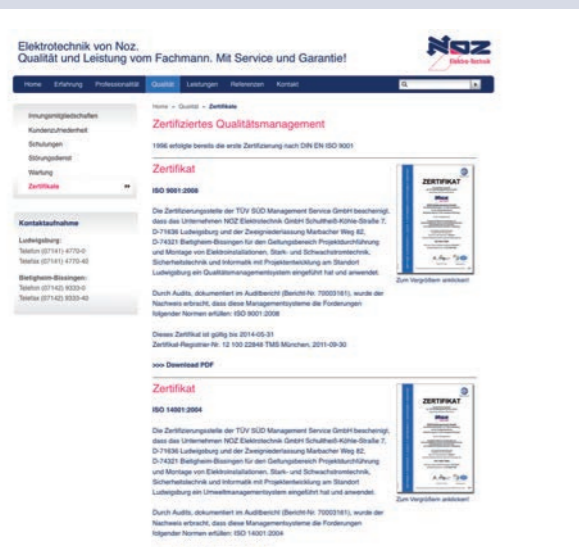 Elektrotechnik von Noz.
Qualität und Leistung vom Fachmann. Mit Service und Garantie!
NOZ
Elektro-Technik
Home Erfahrung Professionalität Qualität Leistungen Referenzen Kontakt
Innungsmitgliedschaften
Kundenzufriedenheit
Schulungen
Störungsdienst
Wartung
Zertifikate
Kontaktaufnahme
Ludwigsburg:
Telefon (07141) 4770-0
Telefax (07141) 4770-40
Bietigheim-Bissingen:
Telefon (07142) 9333-0
Telefax (07142) 9333-40
Home » Qualität » Zertifikate
Zertifiziertes Qualitätsmanagement
1996 erfolgte bereits die erste Zertifizierung nach DIN EN ISO 9001
Zertifikat
ISO 9001:2008
Die Zertifizierungsstelle der TÜV SÜD Management Service GmbH bescheinigt,
dass das Unternehmen NOZ Elektrotechnik GmbH Schultheiß-Köhle-Straße 7,
D-71636 Ludwigsburg und der Zweigniederlassung Marbacher Weg 82,
D-74321 Bietigheim-Bissingen für den Geltungsbereich Projektdurchführung
und Montage von Elektroinstallationen, Stark- und Schwachstromtechnik,
Sicherheitstechnik und Informatik mit Projektentwicklung am Standort
Ludwigsburg ein Qualitätsmanagementsystem eingeführt hat und anwendet.
Durch Audits, dokumentiert im Auditbericht (Bericht-Nr. 70003161), wurde der
Nachweis erbracht, dass diese Managementsysteme die Forderungen
folgender Normen erfüllen: ISO 9001:2008
Dieses Zertifikat ist gültig bis 2014-05-31
Zertifikat-Registrier-Nr. 12 100 22848 TMS München, 2011-09-30
>>> Download PDF
ZERTIFIKAT
Zum Vergrößern anklicken!
Zertifikat
ISO 14001:2004
Die Zertifizierungsstelle der TÜV SÜD Management Service GmbH bescheinigt,
dass das Unternehmen NOZ Elektrotechnik GmbH Schultheiß-Köhle-Straße 7,
D-71636 Ludwigsburg und der Zweigniederlassung Marbacher Weg 82,
D-74321 Bietigheim-Bissingen für den Geltungsbereich Projektdurchführung
und Montage von Elektroinstallationen, Stark- und Schwachstromtechnik,
Sicherheitstechnik und Informatik mit Projektentwicklung am Standort
Ludwigsburg ein Umweltmanagementsystem eingeführt hat und anwendet.
Durch Audits, dokumentiert im Auditbericht (Bericht-Nr. 70003161), wurde der
Nachweis erbracht, dass diese Managementsysteme die Forderungen
folgender Normen erfüllen: ISO 14001:2004
ZERTIFIKAT
Zum Vergrößern anklicken!